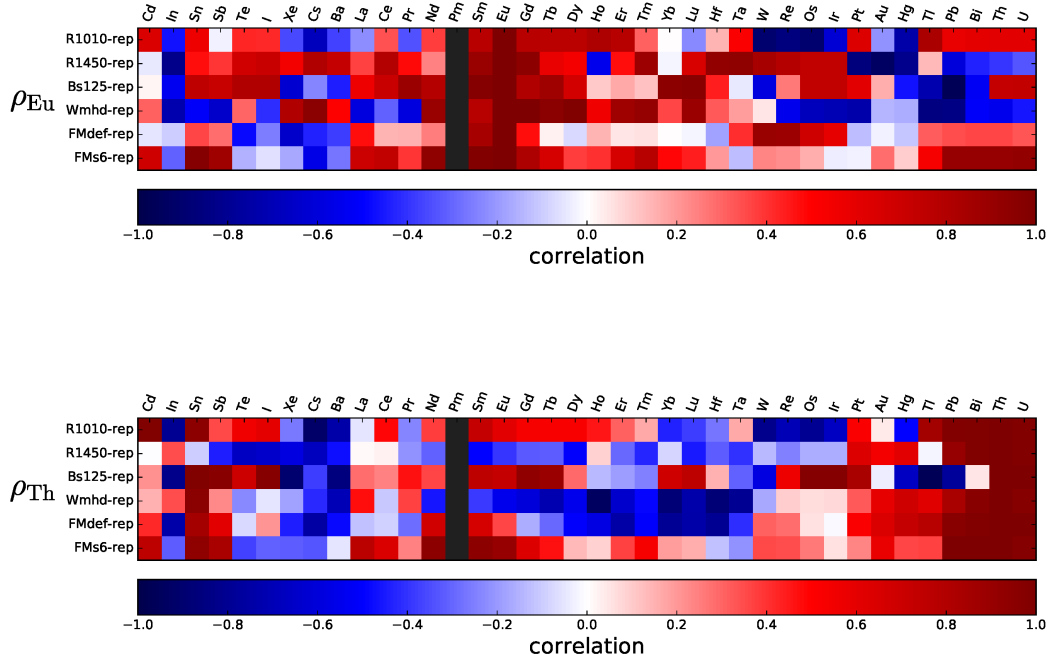 Cd In Sn Sb Te I Xe Cs Ba La Ce Pr Nd Pm Sm Eu Gd Tb Dy Ho Er Tm Yb Lu Hf Ta W Re Os Ir Pt Au Hg Tl Pb Bi Th U
R1010-rep
R1450-rep
Bs125-rep
Wmhd-rep
FMdef-rep
FMs6-rep
ρEu
−1.0 −0.8 −0.6 −0.4 −0.2 0.0 0.2 0.4 0.6 0.8 1.0
correlation
Cd In Sn Sb Te I Xe Cs Ba La Ce Pr Nd Pm Sm Eu Gd Tb Dy Ho Er Tm Yb Lu Hf Ta W Re Os Ir Pt Au Hg Tl Pb Bi Th U
R1010-rep
R1450-rep
Bs125-rep
Wmhd-rep
FMdef-rep
FMs6-rep
ρTh
−1.0 −0.8 −0.6 −0.4 −0.2 0.0 0.2 0.4 0.6 0.8 1.0
correlation